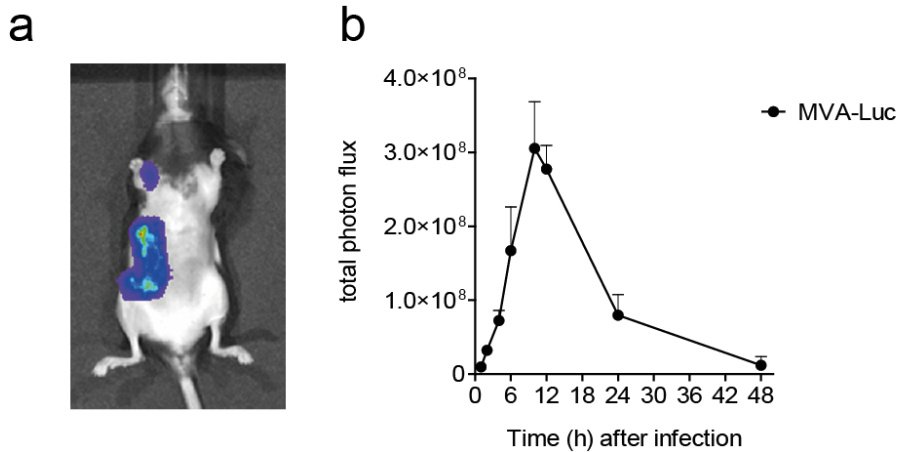 a
b
4.0×10⁸
3.0×10⁸
2.0×10⁸
1.0×10⁸
0
total photon flux
0 6 12 18 24 30 36 42 48
Time (h) after infection
MVA-Luc